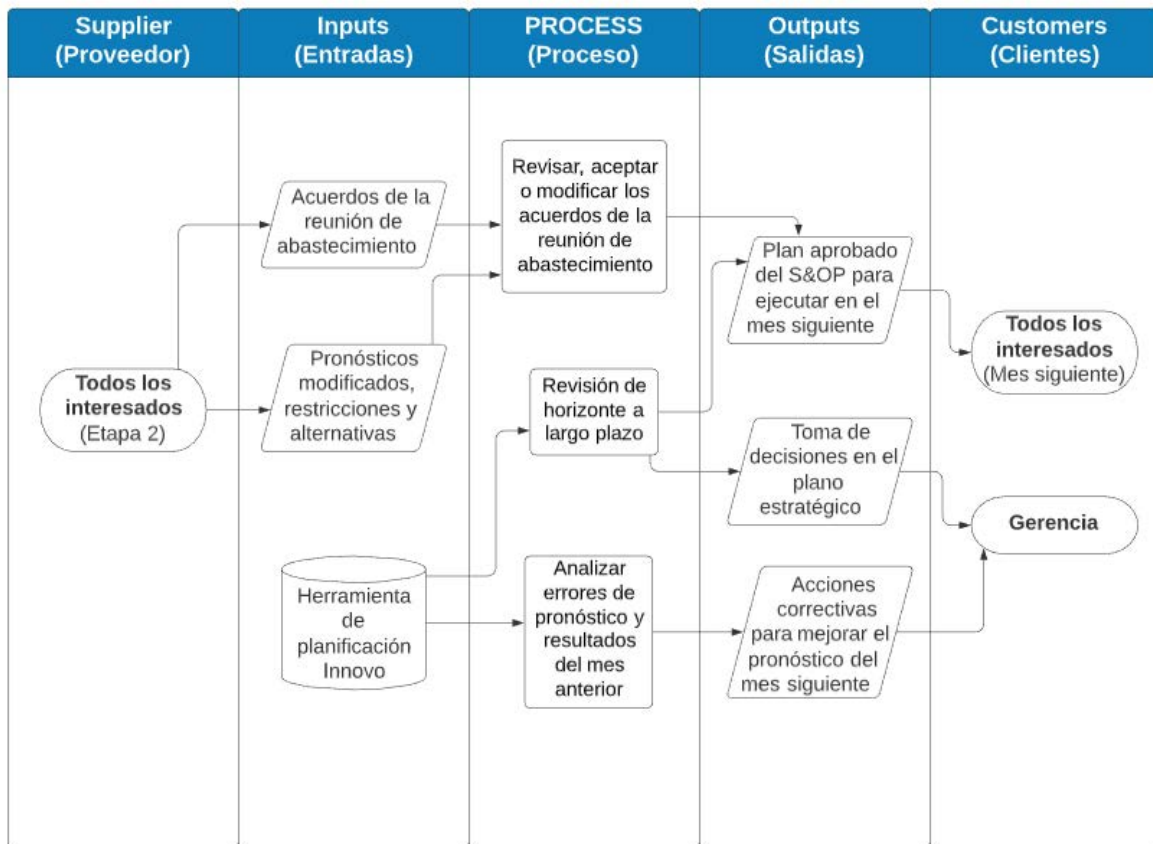 Supplier
(Proveedor)
Inputs
(Entradas)
PROCESS
(Proceso)
Outputs
(Salidas)
Customers
(Clientes)
Todos los
interesados
(Etapa 2)
Acuerdos de la
reunión de
abastecimiento
Pronósticos
modificados,
restricciones y
alternativas
Herramienta
de
planificación
Innovo
Revisar, aceptar
o modificar los
acuerdos de la
reunión de
abastecimiento
Revisión de
horizonte a
largo plazo
Analizar
errores de
pronóstico y
resultados
del mes
anterior
Plan aprobado
del S&OP para
ejecutar en el
mes siguiente
Toma de
decisiones en el
plano
estratégico
Acciones
correctivas
para mejorar el
pronóstico del
mes siguiente
Todos los
interesados
(Mes siguiente)
Gerencia